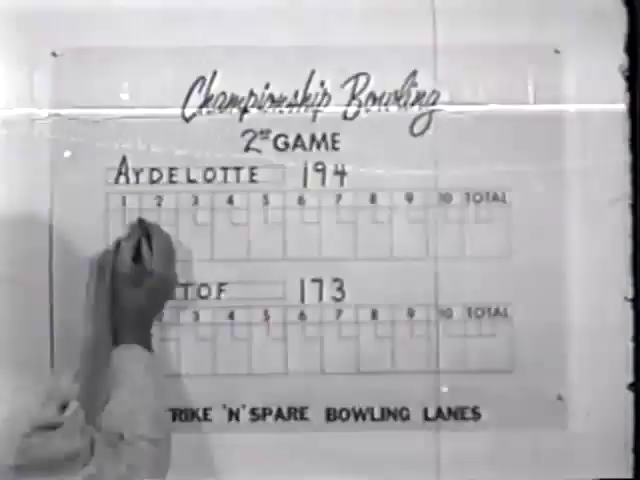 Championship Bowling
2ND GAME
AYDELOTTE 194
1 2 3 4 5 6 7 8 9 10 TOTAL
TOF 173
3 4 5 6 7 8 9 10 TOTAL
RIKE 'N' SPARE BOWLING LANES